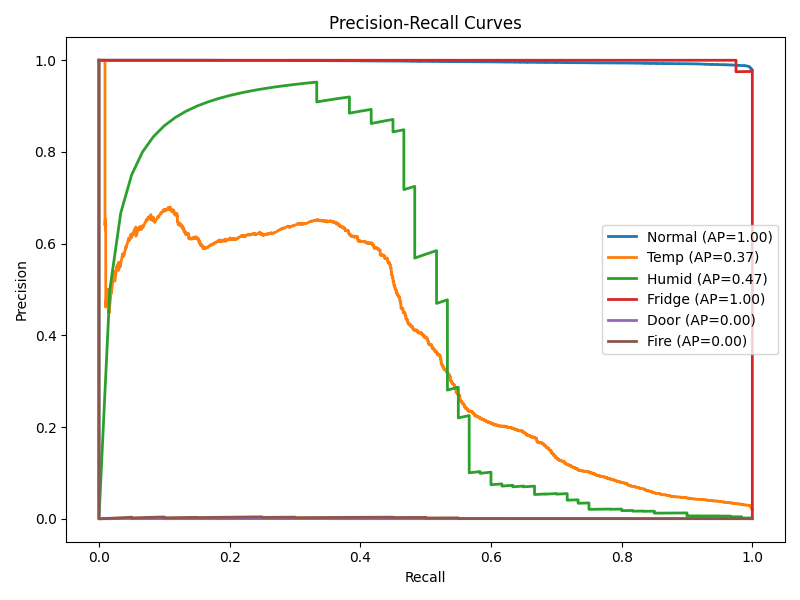 Precision-Recall Curves
Precision
1.0
0.8
0.6
0.4
0.2
0.0
Normal (AP=1.00)
Temp (AP=0.37)
Humid (AP=0.47)
Fridge (AP=1.00)
Door (AP=0.00)
Fire (AP=0.00)
0.0 0.2 0.4 0.6 0.8 1.0
Recall